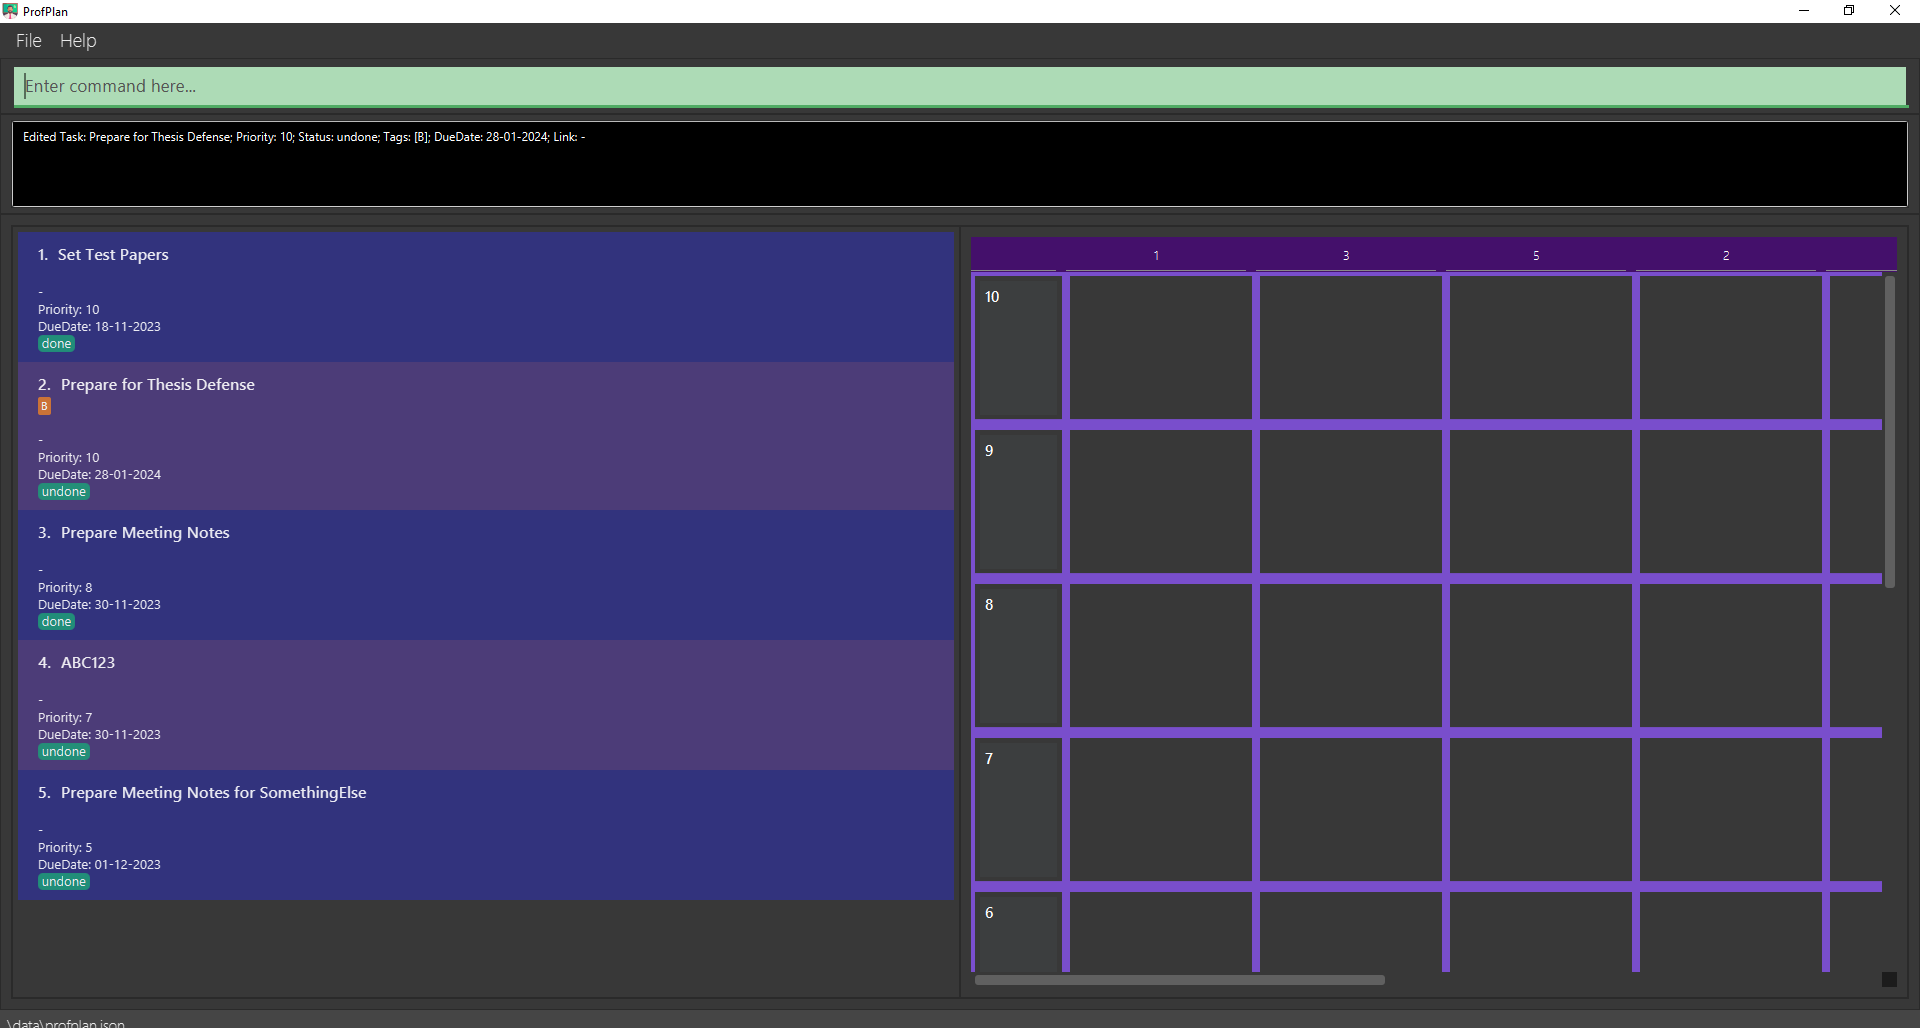 ProfPlan
File Help
Enter command here...
Edited Task: Prepare for Thesis Defense; Priority: 10; Status: undone; Tags: [B]; DueDate: 28-01-2024; Link: -
1. Set Test Papers
-
Priority: 10
DueDate: 18-11-2023
done
2. Prepare for Thesis Defense
B
-
Priority: 10
DueDate: 28-01-2024
undone
3. Prepare Meeting Notes
-
Priority: 8
DueDate: 30-11-2023
done
4. ABC123
-
Priority: 7
DueDate: 30-11-2023
undone
5. Prepare Meeting Notes for SomethingElse
-
Priority: 5
DueDate: 01-12-2023
undone
1 3 5 2
10
9
8
7
6
.\data\profplan.json